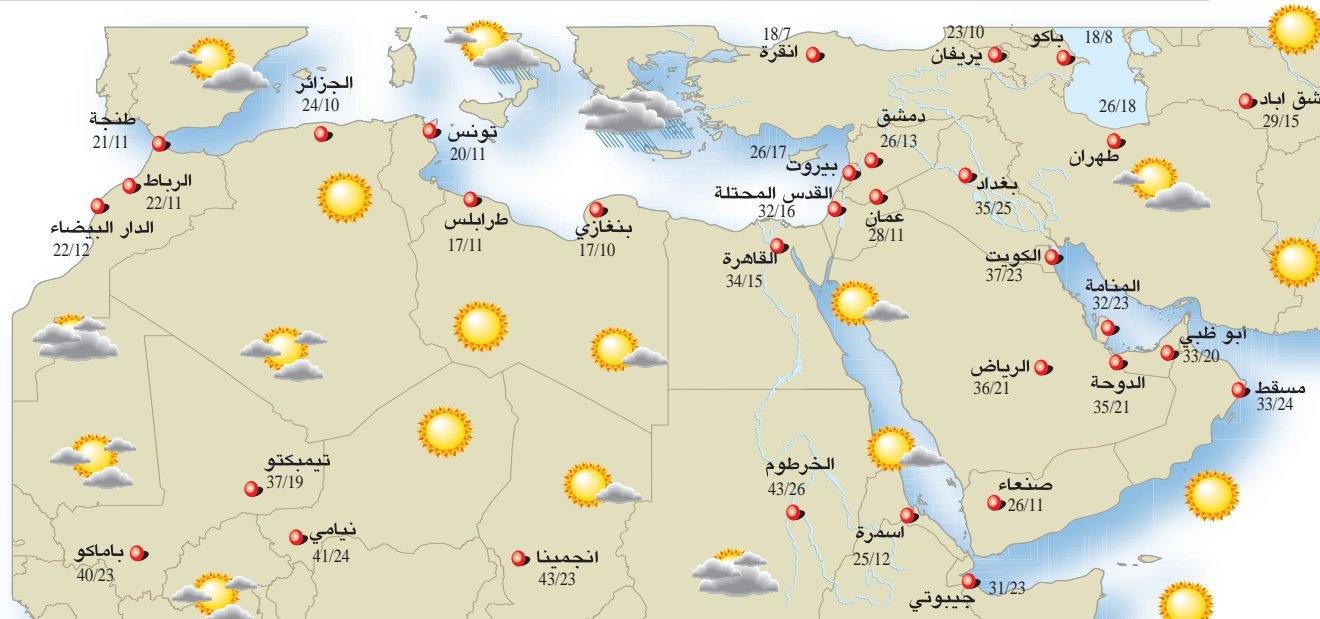 18/7
انقرة
23/10
يريفان
باكو
18/8
شق اباد
29/15
26/18
طهران
الجزائر
24/10
طنجة
21/11
تونس
20/11
دمشق
26/13
26/17
بيروت
بغداد
35/25
الرباط
22/11
القدس المحتلة
32/16
عمان
28/11
الدار البيضاء
22/12
طرابلس
17/11
بنغازي
17/10
القاهرة
34/15
الكويت
37/23
المنامة
32/23
أبو ظبي
33/20
الرياض
36/21
الدوحة
35/21
مسقط
33/24
تيمبكتو
37/19
الخرطوم
43/26
صنعاء
26/11
اسمرة
25/12
نيامي
41/24
باماكو
40/23
انجمينا
43/23
31/23
جيبوتي